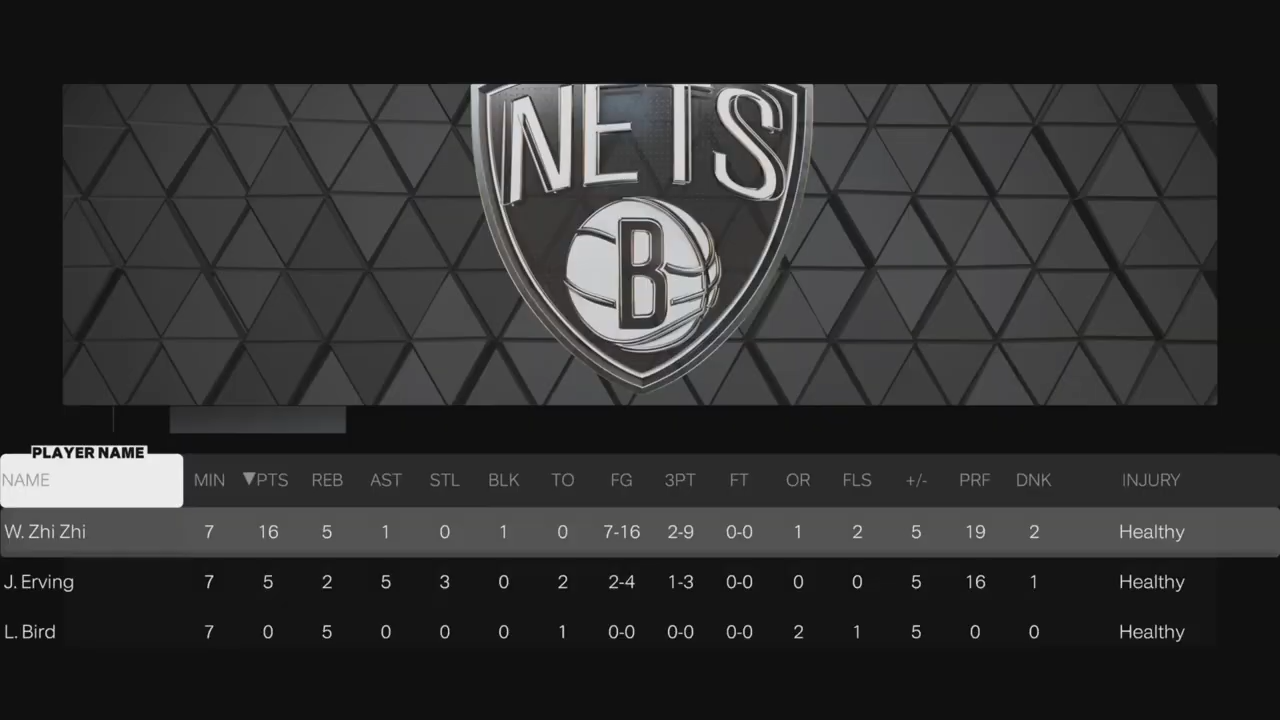 NETS
B
PLAYER NAME
NAME MIN ▼PTS REB AST STL BLK TO FG 3PT FT OR FLS +/- PRF DNK INJURY
W. Zhi Zhi 7 16 5 1 0 1 0 7-16 2-9 0-0 1 2 5 19 2 Healthy
J. Erving 7 5 2 5 3 0 2 2-4 1-3 0-0 0 0 5 16 1 Healthy
L. Bird 7 0 5 0 0 0 1 0-0 0-0 0-0 2 1 5 0 0 Healthy